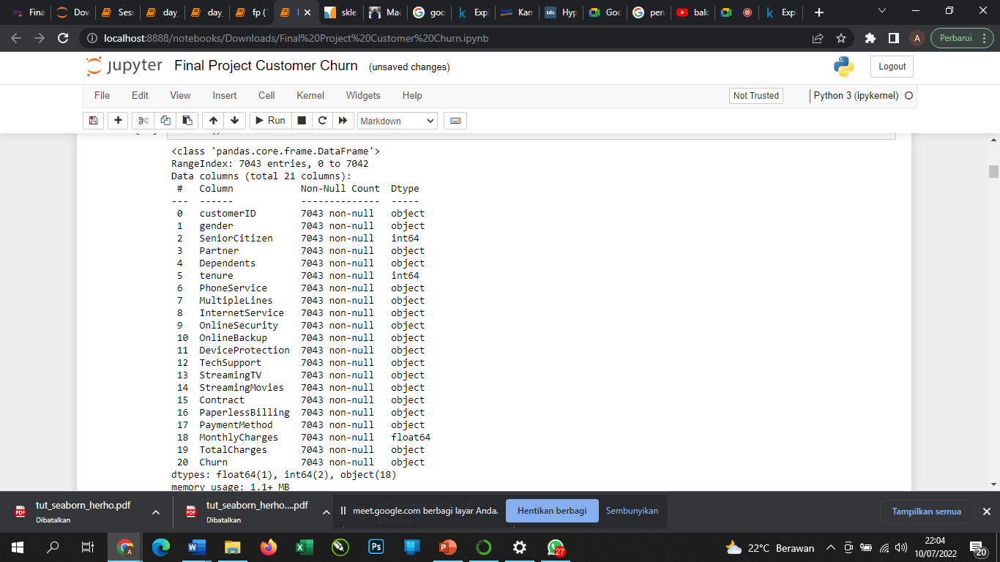 Fina
Dow
Sess
day_
day_
fp (
skle
Mac
goo
Expl
Kan
tds
Hyp
Goo
pen
balo
Expl
localhost:8888/notebooks/Downloads/Final%20Project%20Customer%20Churn.ipynb
A
Perbarui
jupyter Final Project Customer Churn (unsaved changes)
Logout
File Edit View Insert Cell Kernel Widgets Help
Not Trusted
Python 3 (ipykernel)
Run
Markdown
<class 'pandas.core.frame.DataFrame'>
RangeIndex: 7043 entries, 0 to 7042
Data columns (total 21 columns):
 #   Column            Non-Null Count  Dtype
---  ------            --------------  -----
 0   customerID        7043 non-null   object
 1   gender            7043 non-null   object
 2   SeniorCitizen     7043 non-null   int64
 3   Partner           7043 non-null   object
 4   Dependents        7043 non-null   object
 5   tenure            7043 non-null   int64
 6   PhoneService      7043 non-null   object
 7   MultipleLines     7043 non-null   object
 8   InternetService   7043 non-null   object
 9   OnlineSecurity    7043 non-null   object
 10  OnlineBackup      7043 non-null   object
 11  DeviceProtection  7043 non-null   object
 12  TechSupport       7043 non-null   object
 13  StreamingTV       7043 non-null   object
 14  StreamingMovies   7043 non-null   object
 15  Contract          7043 non-null   object
 16  PaperlessBilling  7043 non-null   object
 17  PaymentMethod     7043 non-null   object
 18  MonthlyCharges    7043 non-null   float64
 19  TotalCharges      7043 non-null   object
 20  Churn             7043 non-null   object
dtypes: float64(1), int64(2), object(18)
memory usage: 1.1+ MB
PDF
tut_seaborn_herho.pdf
Dibatalkan
PDF
tut_seaborn_herho....pdf
Dibatalkan
meet.google.com berbagi layar Anda.
Hentikan berbagi
Sembunyikan
Tampilkan semua
A
Ps
27
22°C Berawan
22:04
10/07/2022
20